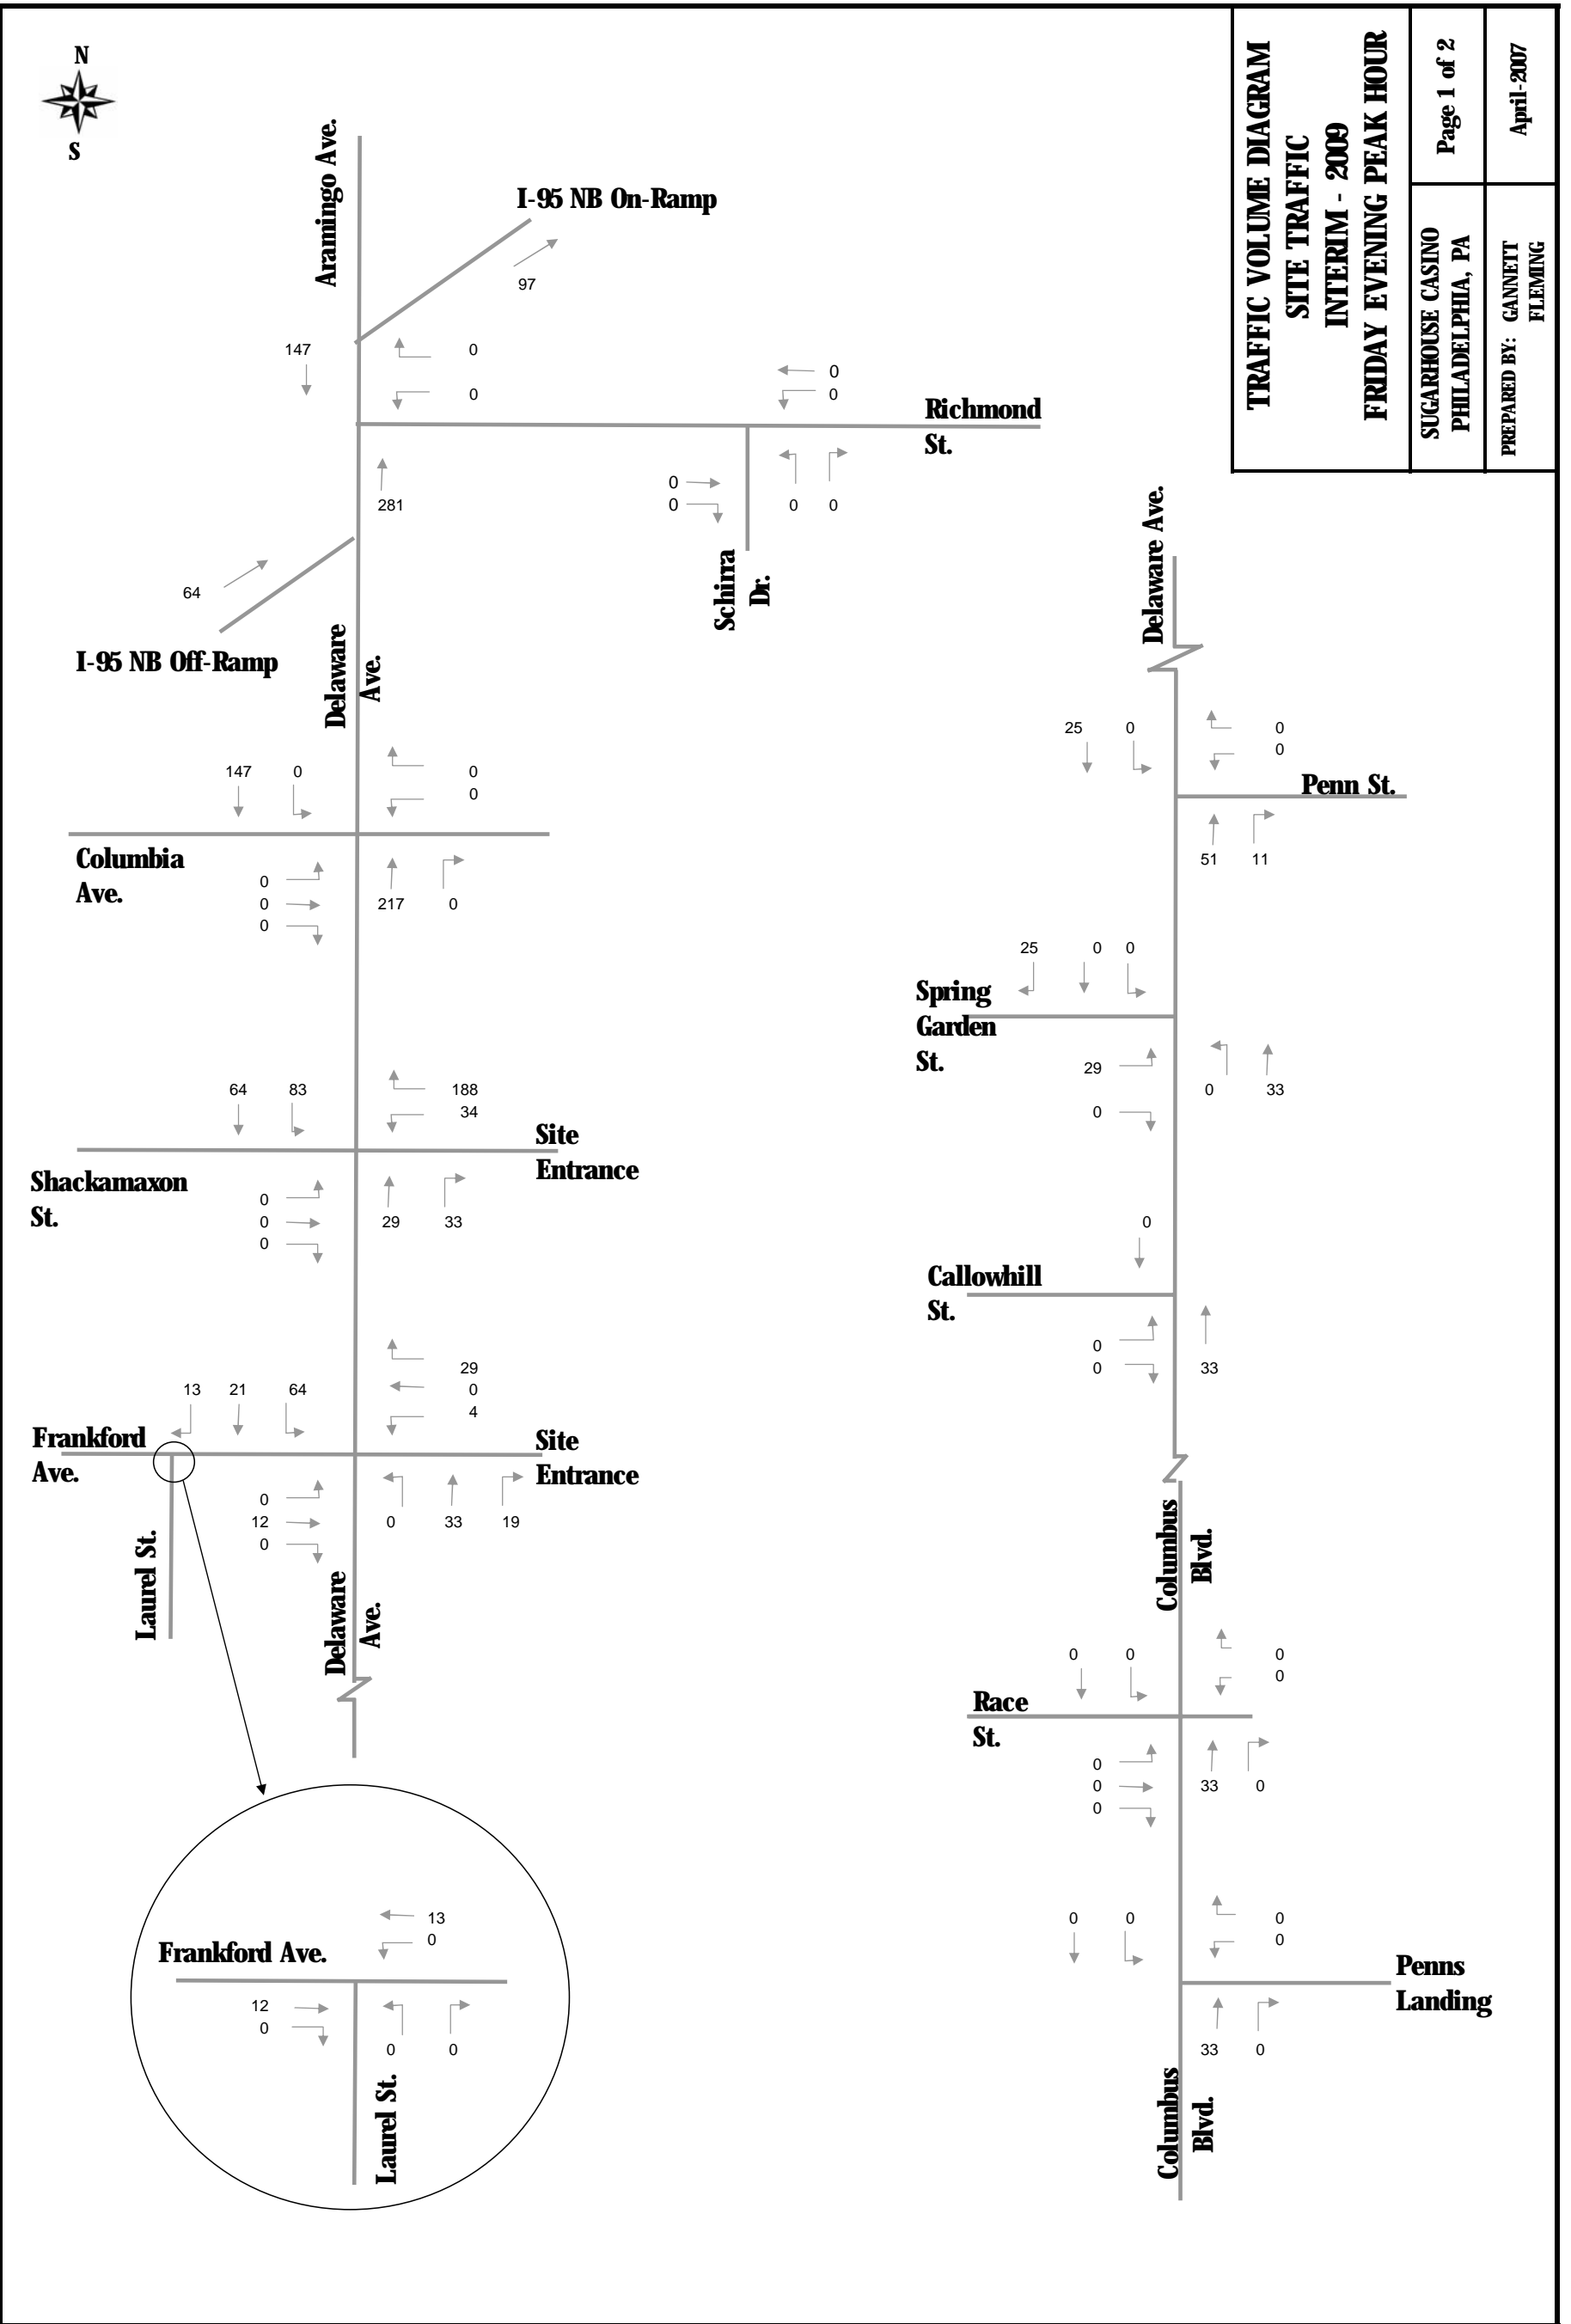 N
S
TRAFFIC VOLUME DIAGRAM
SITE TRAFFIC
INTERIM - 2009
FRIDAY EVENING PEAK HOUR
SUGARHOUSE CASINO
PHILADELPHIA, PA
Page 1 of 2
PREPARED BY: GANNETT
FLEMING
April-2007
Aramingo Ave.
I-95 NB On-Ramp
97
147
0
0
0
0
Richmond
St.
281
0
0
0 0
Schirra
Dr.
64
I-95 NB Off-Ramp
Delaware
Ave.
147 0
0
0
Columbia
Ave.
0
0
0
217 0
64 83
188
34
Site
Entrance
Shackamaxon
St.
0
0
0
29 33
29
0
4
13 21 64
Frankford
Ave.
Site
Entrance
0
12
0
0 33 19
Laurel St.
Delaware
Ave.
13
0
Frankford Ave.
12
0
0 0
Laurel St.
Delaware Ave.
25 0
0
0
Penn St.
51 11
25 0 0
Spring
Garden
St.
29
0
0 33
0
Callowhill
St.
0
0
33
Columbus
Blvd.
0 0
0
0
Race
St.
0
0
0
33 0
0 0
0
0
Penns
Landing
33 0
Columbus
Blvd.